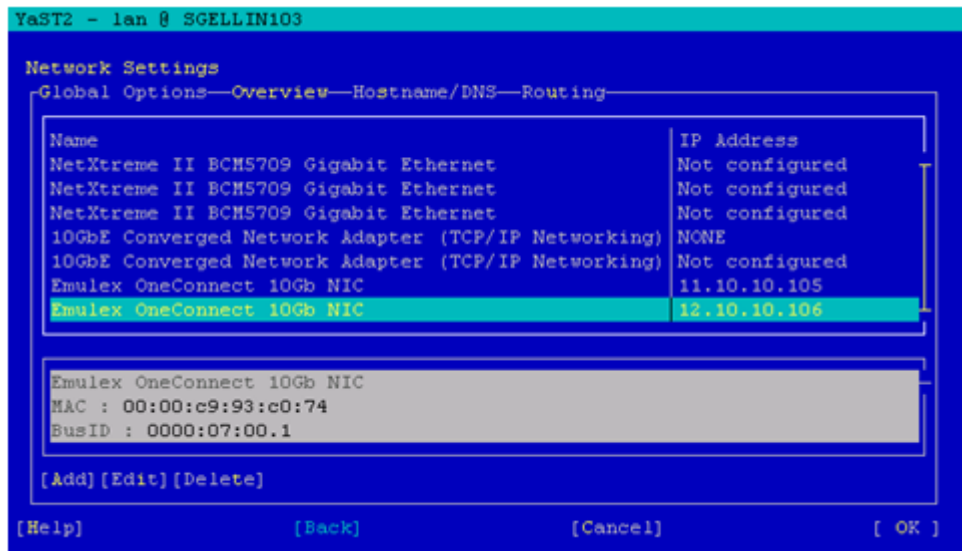 YaST2 - lan @ SGELLIN103
Network Settings
Global Options—Overview—Hostname/DNS—Routing
Name IP Address
NetXtreme II BCM5709 Gigabit Ethernet Not configured
NetXtreme II BCM5709 Gigabit Ethernet Not configured
NetXtreme II BCM5709 Gigabit Ethernet Not configured
10GbE Converged Network Adapter (TCP/IP Networking) NONE
10GbE Converged Network Adapter (TCP/IP Networking) Not configured
Emulex OneConnect 10Gb NIC 11.10.10.105
Emulex OneConnect 10Gb NIC 12.10.10.106
Emulex OneConnect 10Gb NIC
MAC : 00:00:c9:93:c0:74
BusID : 0000:07:00.1
[Add][Edit][Delete]
[Help] [Back] [Cancel] [ OK ]